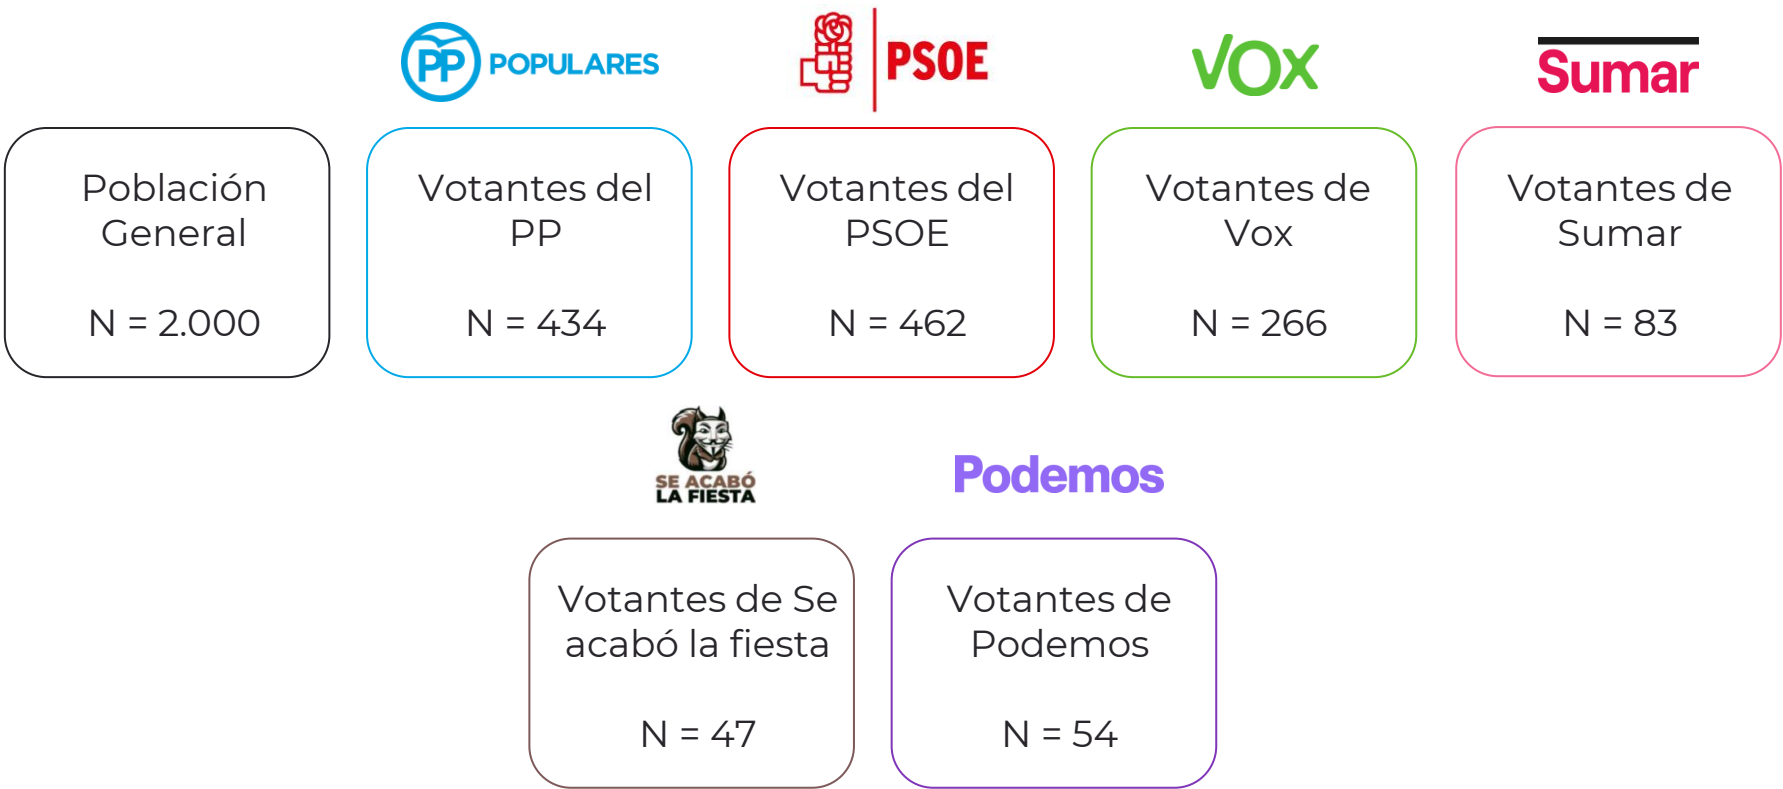 PP POPULARES
PSOE
VOX
Sumar
Población
General
N = 2.000
Votantes del
PP
N = 434
Votantes del
PSOE
N = 462
Votantes de
Vox
N = 266
Votantes de
Sumar
N = 83
SE ACABÓ
LA FIESTA
Podemos
Votantes de Se
acabó la fiesta
N = 47
Votantes de
Podemos
N = 54